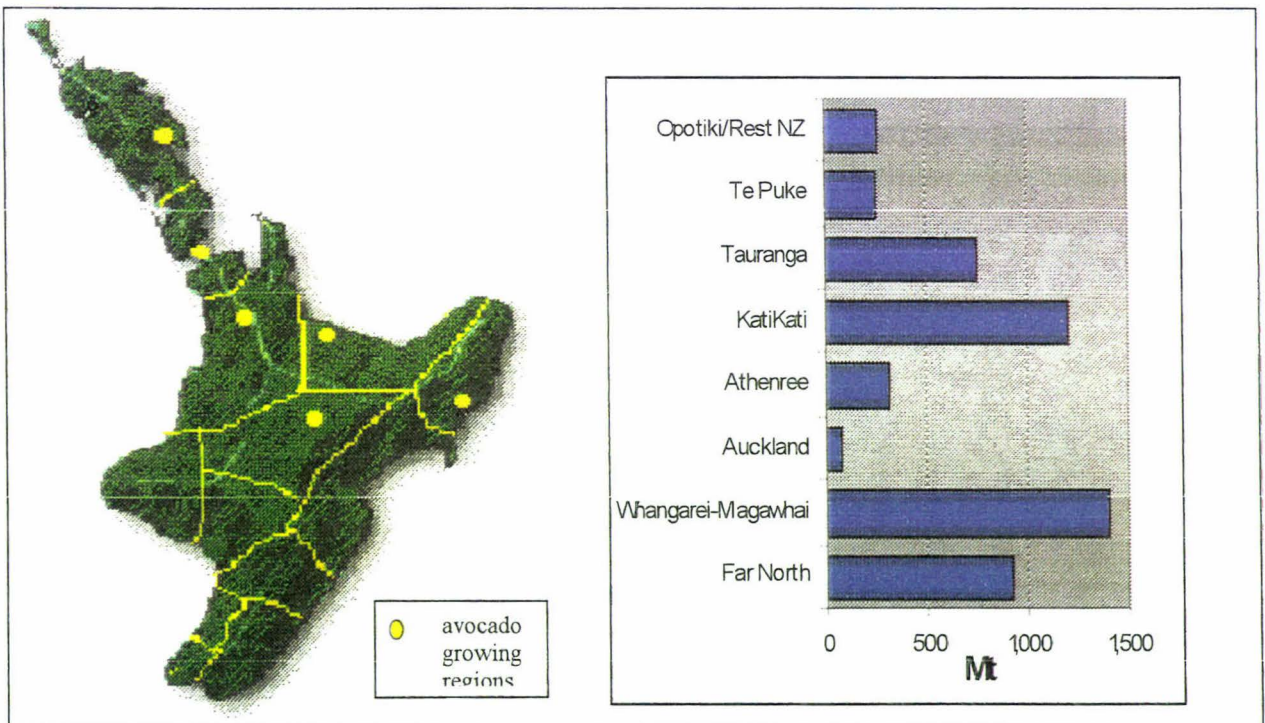 Opotiki/Rest NZ
Te Puke
Tauranga
KatiKati
Athenree
Auckland
Whangarei-Magawhai
Far North
0 500 1,000 1,500
Mt
avocado
growing
regions